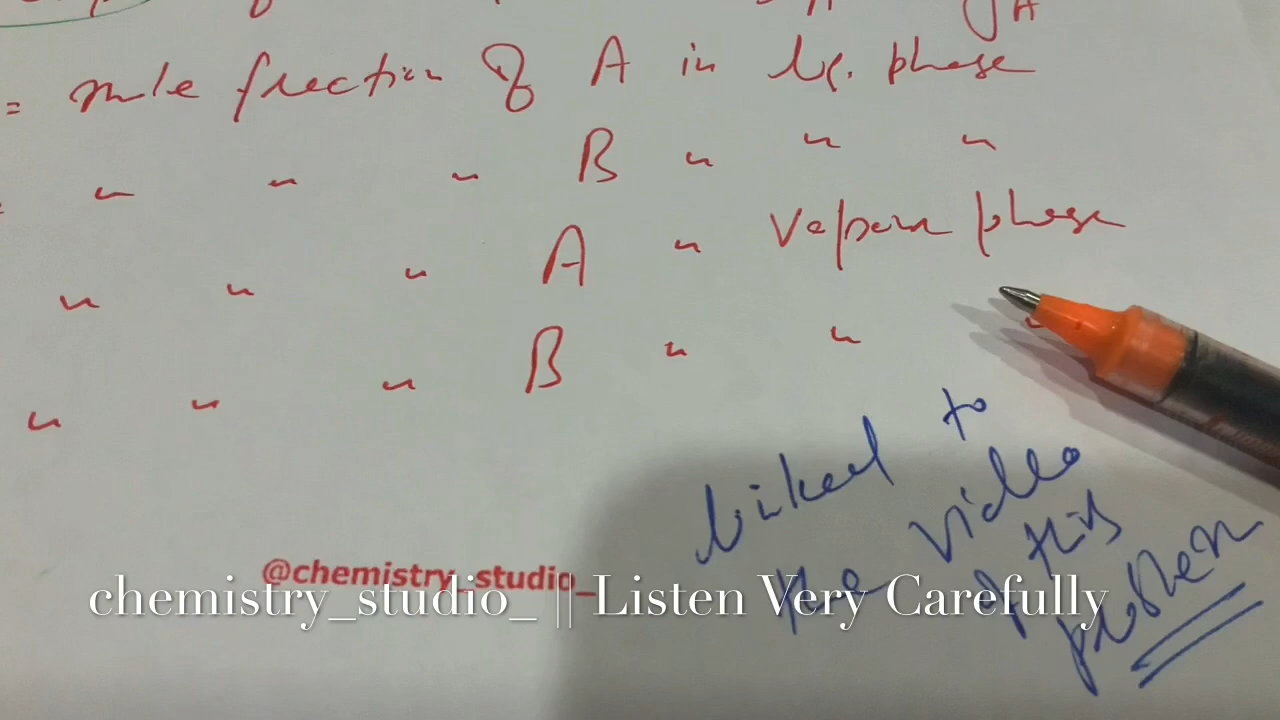 = mole fraction of A in liq. phase
" " " B " " "
" " " A " Vapour phase
" " " B " "
Linked to
the video
of this
problem
@chemistry_studio_
chemistry_studio_ || Listen Very Carefully